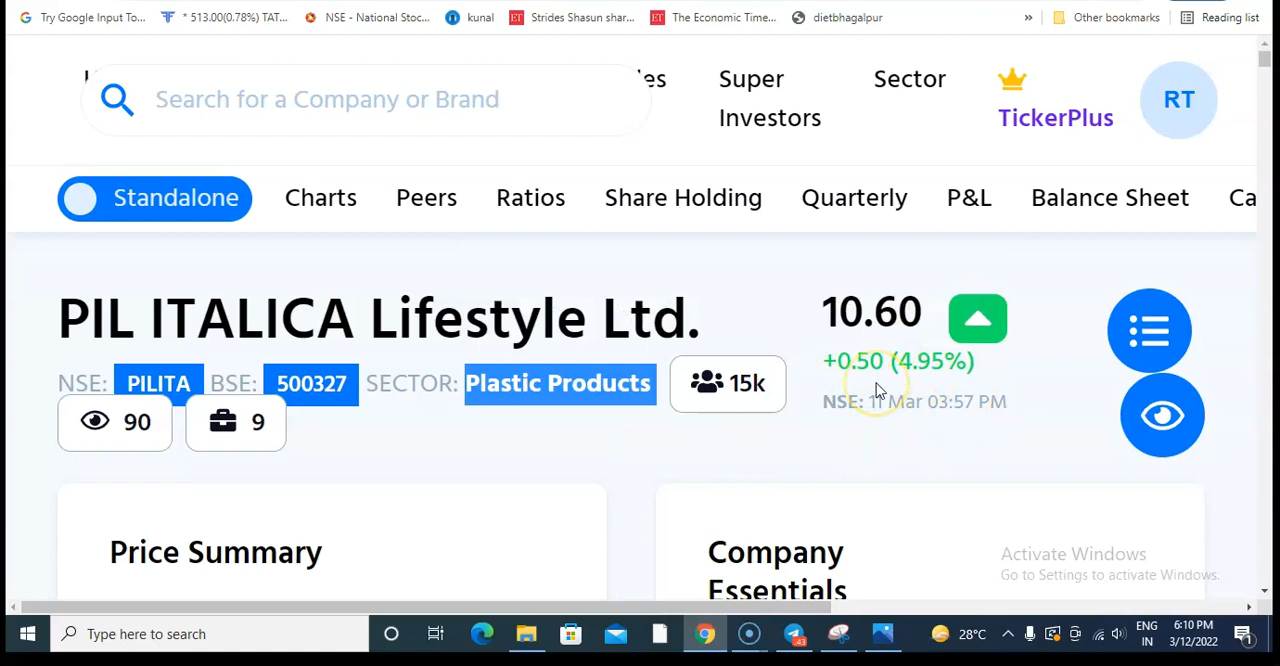 Try Google Input To...
* 513.00(0.78%) TAT...
NSE - National Stoc...
kunal
Strides Shasun shar...
The Economic Time...
dietbhagalpur
»
Other bookmarks
Reading list
Search for a Company or Brand
Super
Investors
Sector
TickerPlus
RT
Standalone
Charts
Peers
Ratios
Share Holding
Quarterly
P&L
Balance Sheet
Ca
PIL ITALICA Lifestyle Ltd.
10.60
+0.50 (4.95%)
NSE: 11 Mar 03:57 PM
NSE: PILITA BSE: 500327 SECTOR: Plastic Products
15k
90
9
Price Summary
Company
Essentials
Activate Windows
Go to Settings to activate Windows.
Type here to search
43
28°C
ENG
IN
6:10 PM
3/12/2022
1